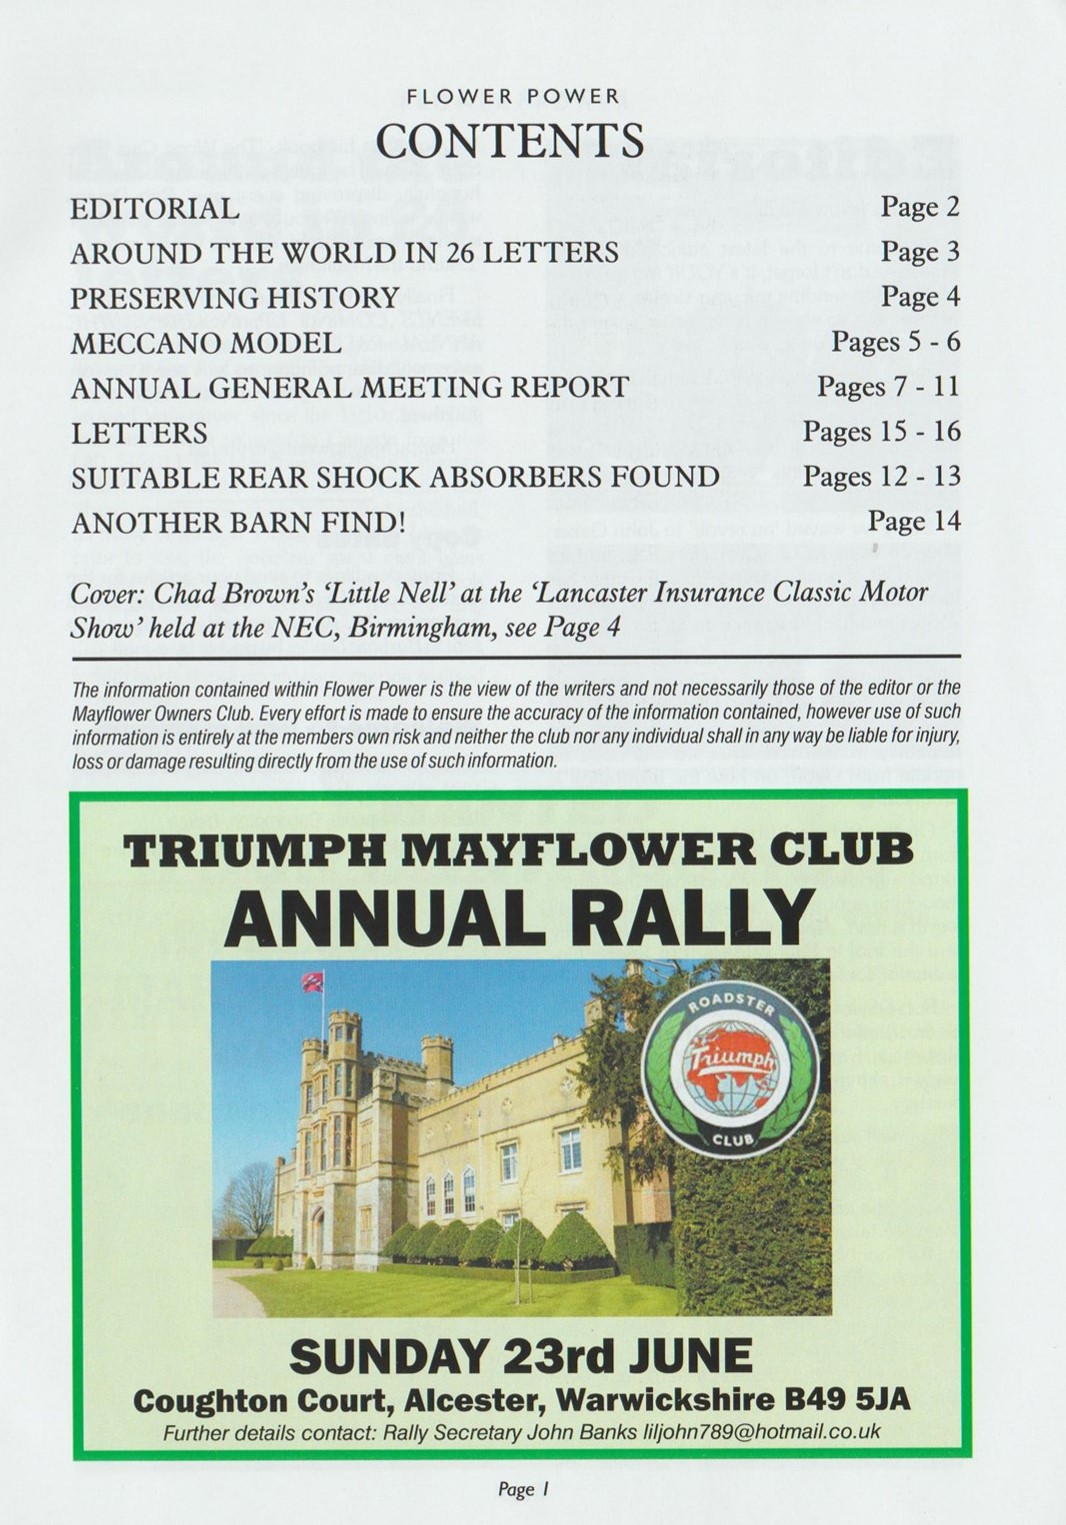 FLOWER POWER
CONTENTS
EDITORIAL Page 2
AROUND THE WORLD IN 26 LETTERS Page 3
PRESERVING HISTORY Page 4
MECCANO MODEL Pages 5 - 6
ANNUAL GENERAL MEETING REPORT Pages 7 - 11
LETTERS Pages 15 - 16
SUITABLE REAR SHOCK ABSORBERS FOUND Pages 12 - 13
ANOTHER BARN FIND! Page 14
Cover: Chad Brown's 'Little Nell' at the 'Lancaster Insurance Classic Motor
Show' held at the NEC, Birmingham, see Page 4
The information contained within Flower Power is the view of the writers and not necessarily those of the editor or the
Mayflower Owners Club. Every effort is made to ensure the accuracy of the information contained, however use of such
information is entirely at the members own risk and neither the club nor any individual shall in any way be liable for injury,
loss or damage resulting directly from the use of such information.
TRIUMPH MAYFLOWER CLUB
ANNUAL RALLY
ROADSTER
Triumph
CLUB
SUNDAY 23rd JUNE
Coughton Court, Alcester, Warwickshire B49 5JA
Further details contact: Rally Secretary John Banks liljohn789@hotmail.co.uk
Page 1